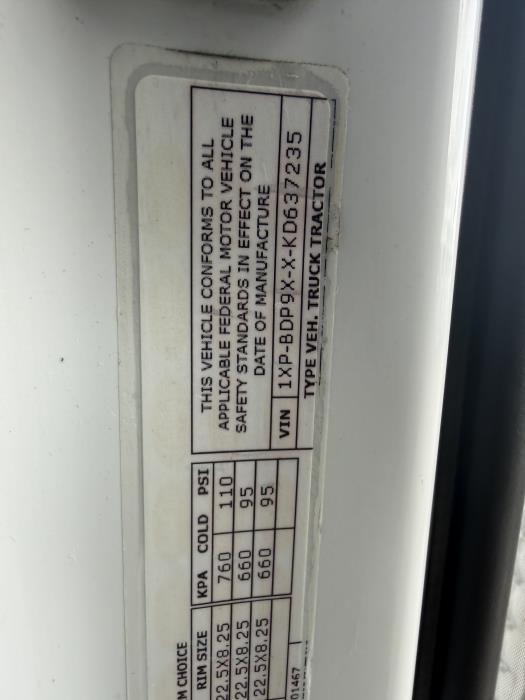 THIS VEHICLE CONFORMS TO ALL
APPLICABLE FEDERAL MOTOR VEHICLE
SAFETY STANDARDS IN EFFECT ON THE
DATE OF MANUFACTURE
VIN 1XP-BDP9X-X-KD637235
TYPE VEH. TRUCK TRACTOR
M CHOICE
RIM SIZE KPA COLD PSI
22.5X8.25 760 110
22.5X8.25 660 95
22.5X8.25 660 95
01467